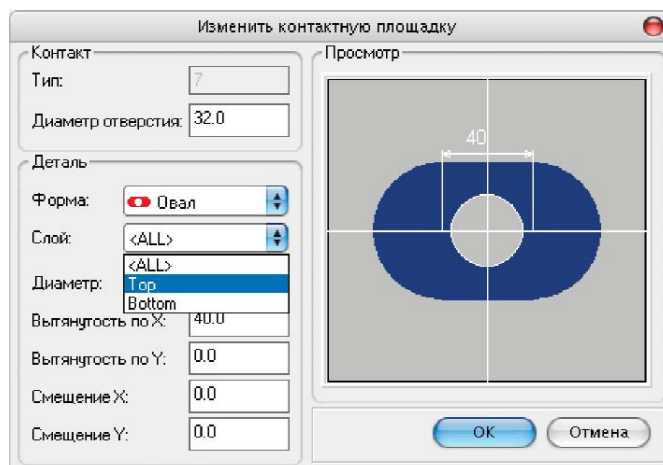 Изменить контактную площадку
Контакт
Тип: 7
Диаметр отверстия: 32.0
Деталь
Форма: Овал
Слой: <ALL>
<ALL>
Диаметр: Top
Bottom
Вытянутость по X: 40.0
Вытянутость по Y: 0.0
Смещение X: 0.0
Смещение Y: 0.0
Просмотр
40
OK Отмена